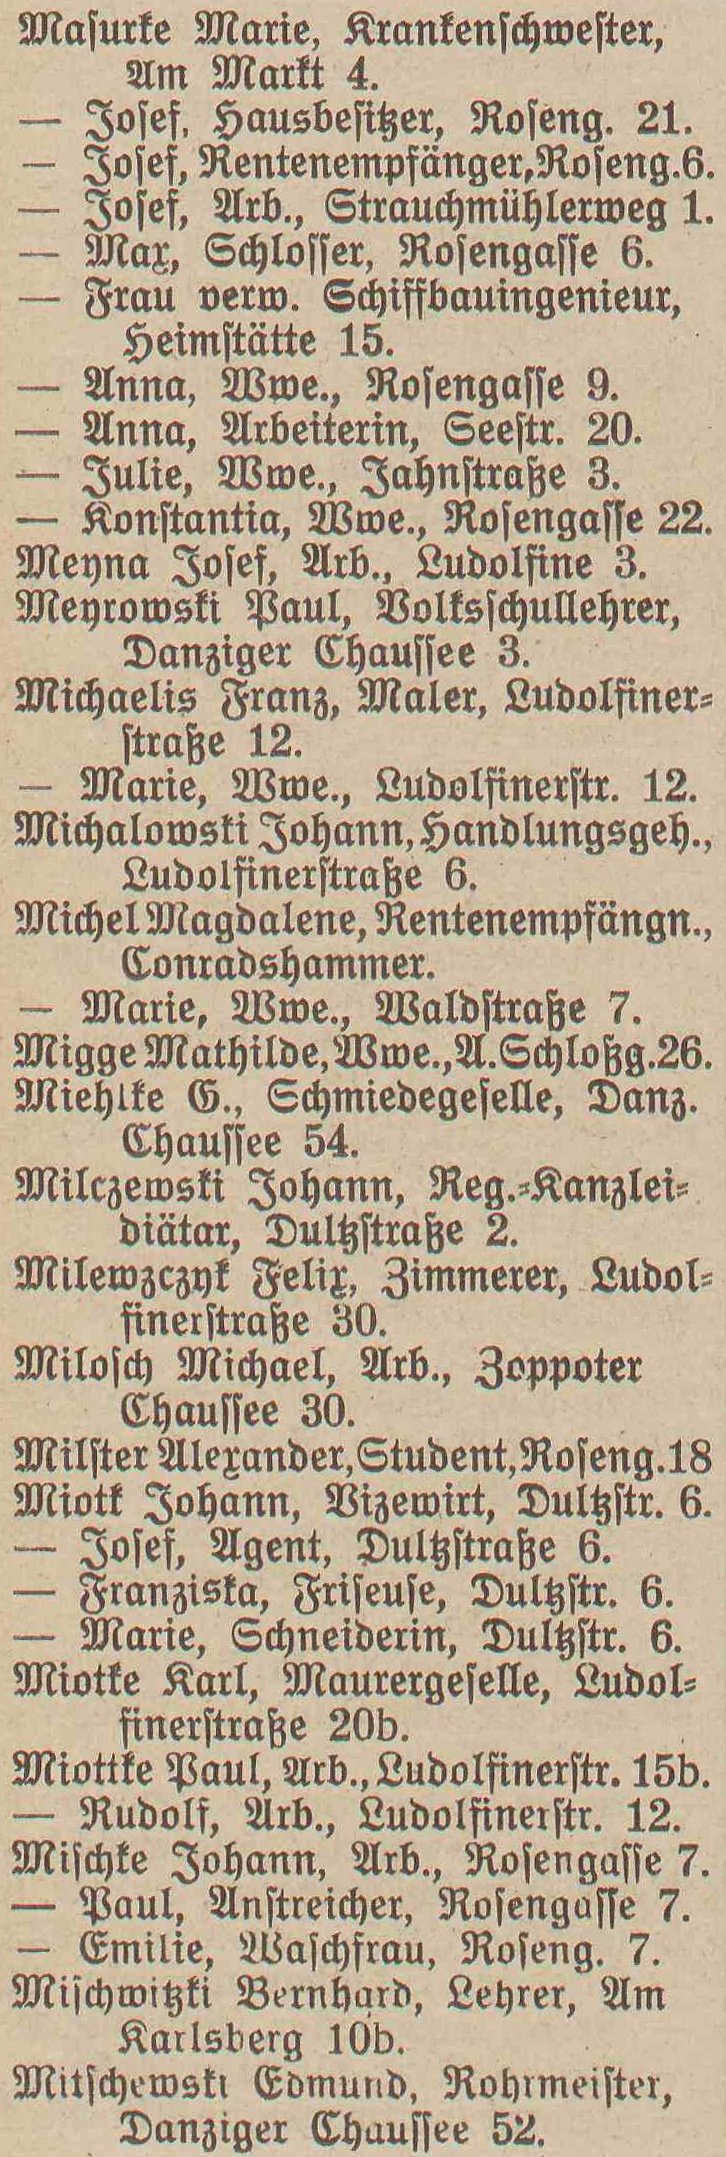 Masurke Marie, Krankenschwester,
Am Markt 4.
— Josef, Hausbesitzer, Roseng. 21.
— Josef, Rentenempfänger, Roseng. 6.
— Josef, Arb., Strauchmühlerweg 1.
— Max, Schlosser, Rosengasse 6.
— Frau verw. Schiffbauingenieur,
Heimstätte 15.
— Anna, Wwe., Rosengasse 9.
— Anna, Arbeiterin, Seestr. 20.
— Julie, Wwe., Jahnstraße 3.
— Konstantia, Wwe., Rosengasse 22.
Meyna Josef, Arb., Ludolfine 3.
Meyrowski Paul, Volksschullehrer,
Danziger Chaussee 3.
Michaelis Franz, Maler, Ludolfiner-
straße 12.
— Marie, Wwe., Ludolfinerstr. 12.
Michalowski Johann, Handlungsgeh.,
Ludolfinerstraße 6.
Michel Magdalene, Rentenempfängn.,
Conradshammer.
— Marie, Wwe., Waldstraße 7.
Migge Mathilde, Wwe., A. Schloßg. 26.
Miehlke G., Schmiedegeselle, Danz.
Chaussee 54.
Milczewski Johann, Reg.-Kanzlei-
diätar, Dultzstraße 2.
Milewzczyk Felix, Zimmerer, Ludol-
finerstraße 30.
Milosch Michael, Arb., Zoppoter
Chaussee 30.
Milster Alexander, Student, Roseng. 18
Miotk Johann, Vizewirt, Dultzstr. 6.
— Josef, Agent, Dultzstraße 6.
— Franziska, Friseuse, Dultzstr. 6.
— Marie, Schneiderin, Dultzstr. 6.
Miotke Karl, Maurergeselle, Ludol-
finerstraße 20b.
Miottke Paul, Arb., Ludolfinerstr. 15b.
— Rudolf, Arb., Ludolfinerstr. 12.
Mischke Johann, Arb., Rosengasse 7.
— Paul, Anstreicher, Rosengasse 7.
— Emilie, Waschfrau, Roseng. 7.
Mischwitzki Bernhard, Lehrer, Am
Karlsberg 10b.
Mitschewski Edmund, Rohrmeister,
Danziger Chaussee 52.